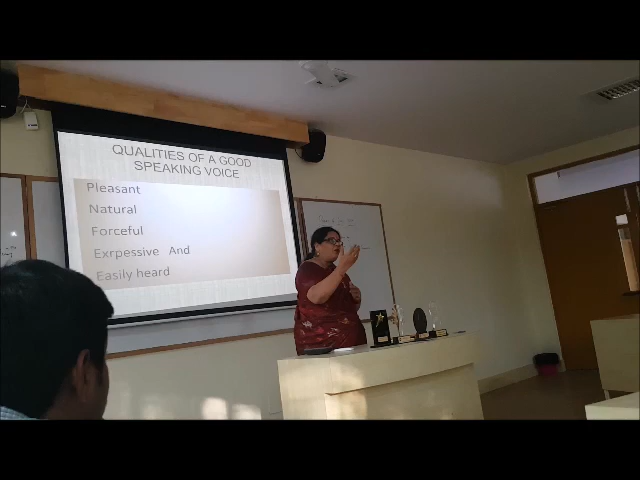 QUALITIES OF A GOOD
SPEAKING VOICE
Pleasant
Natural
Forceful
Exrpessive And
Easily heard